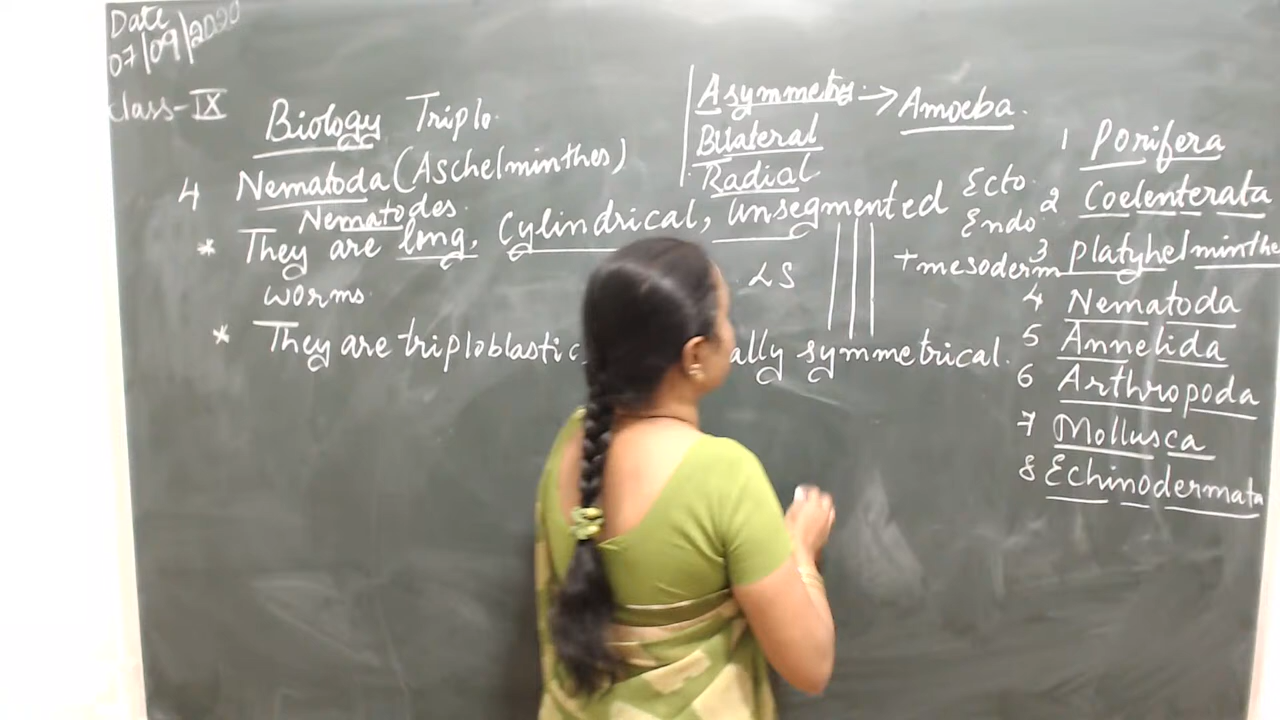 Date
07/09/2020
Class-IX
Biology Triplo
4 Nematoda (Aschelminthes)
Nematodes.
* They are long, Cylindrical, unsegmented
worms.
* They are triploblastic ally symmetrical.
Asymmetry → Amoeba.
Bilateral
Radial
LS
Ecto
Endo
+mesoderm
1 Porifera
2 Coelenterata
3 Platyhelminthe
4 Nematoda
5 Annelida
6 Arthropoda
7 Mollusca
8 Echinodermata